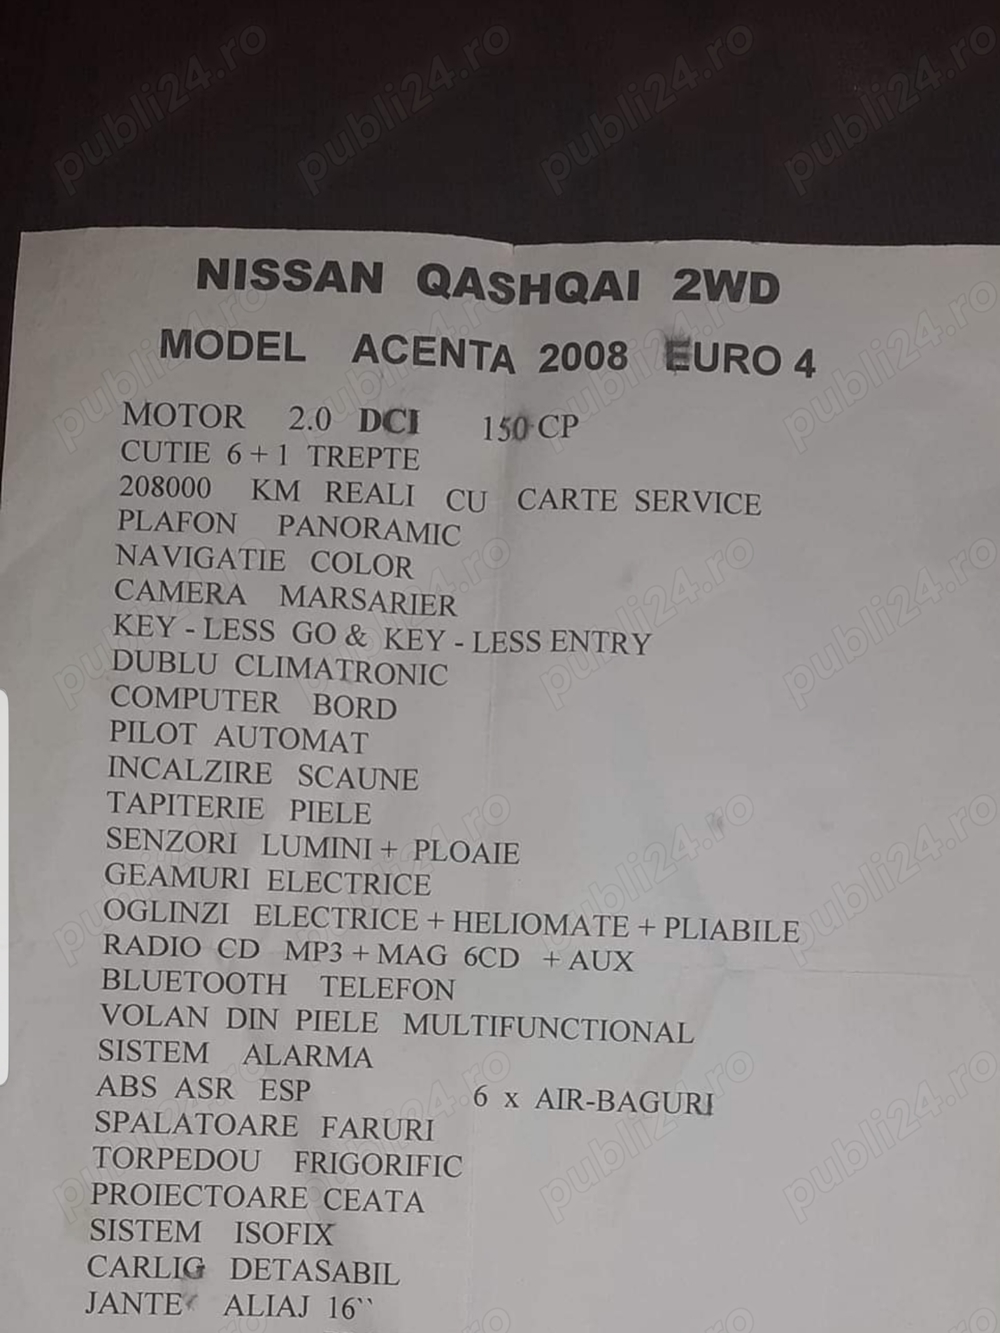 NISSAN QASHQAI 2WD
MODEL ACENTA 2008 EURO 4
MOTOR 2.0 DCI 150 CP
CUTIE 6 + 1 TREPTE
208000 KM REALI CU CARTE SERVICE
PLAFON PANORAMIC
NAVIGATIE COLOR
CAMERA MARSARIER
KEY - LESS GO & KEY - LESS ENTRY
DUBLU CLIMATRONIC
COMPUTER BORD
PILOT AUTOMAT
INCALZIRE SCAUNE
TAPITERIE PIELE
SENZORI LUMINI + PLOAIE
GEAMURI ELECTRICE
OGLINZI ELECTRICE + HELIOMATE + PLIABILE
RADIO CD MP3 + MAG 6CD + AUX
BLUETOOTH TELEFON
VOLAN DIN PIELE MULTIFUNCTIONAL
SISTEM ALARMA
ABS ASR ESP 6 x AIR-BAGURI
SPALATOARE FARURI
TORPEDOU FRIGORIFIC
PROIECTOARE CEATA
SISTEM ISOFIX
CARLIG DETASABIL
JANTE ALIAJ 16``
publi24.ro